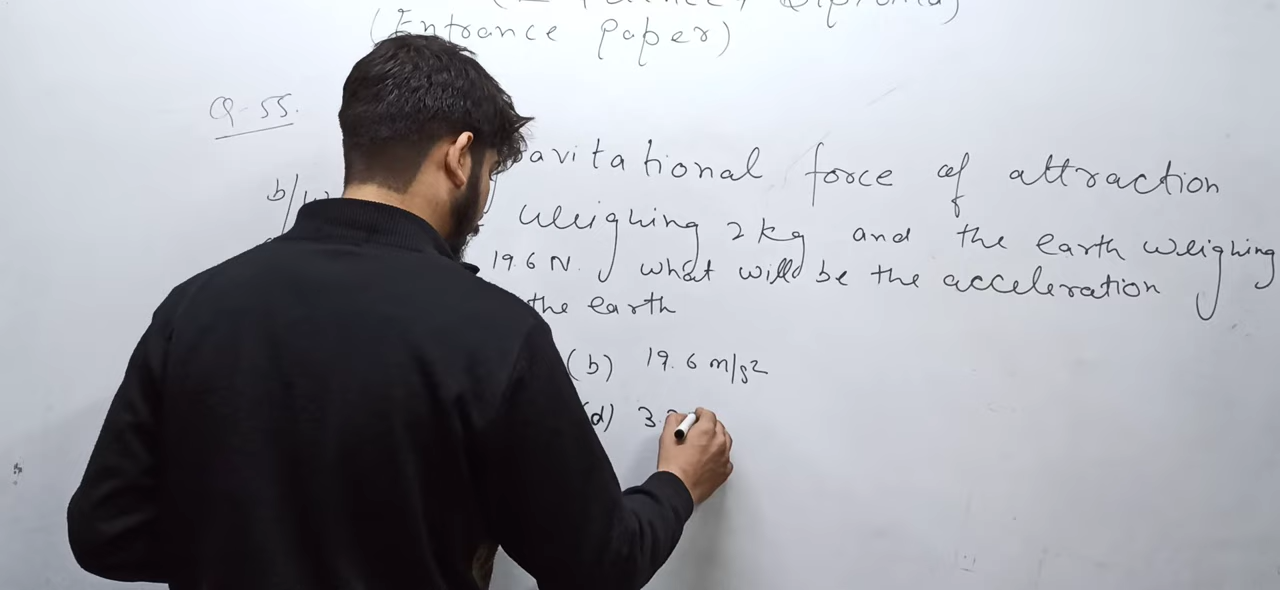 (Entrance Paper)
Q-55.
gravitational force of attraction
b/w
weighing 2 kg and the earth weighing
19.6 N. what will be the acceleration
the earth
(b) 19.6 m/s2
(d) 3.